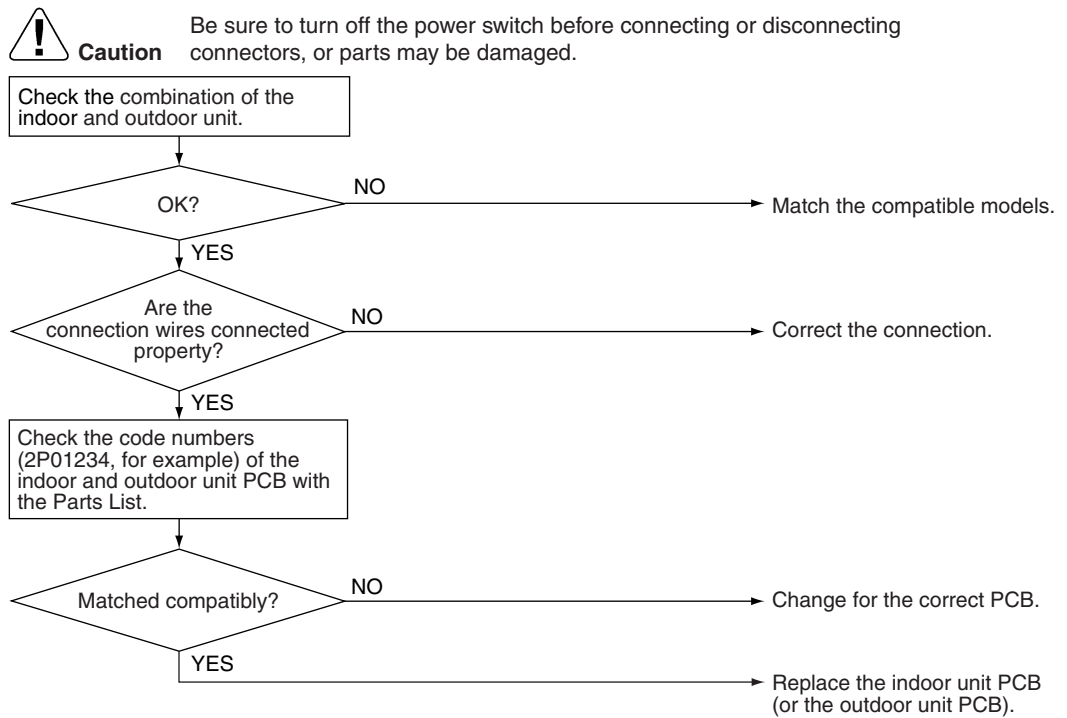 Be sure to turn off the power switch before connecting or disconnecting
Caution connectors, or parts may be damaged.
Check the combination of the
indoor and outdoor unit.
OK?
NO
Match the compatible models.
YES
Are the
connection wires connected
property?
NO
Correct the connection.
YES
Check the code numbers
(2P01234, for example) of the
indoor and outdoor unit PCB with
the Parts List.
Matched compatibly?
NO
Change for the correct PCB.
YES
Replace the indoor unit PCB
(or the outdoor unit PCB).